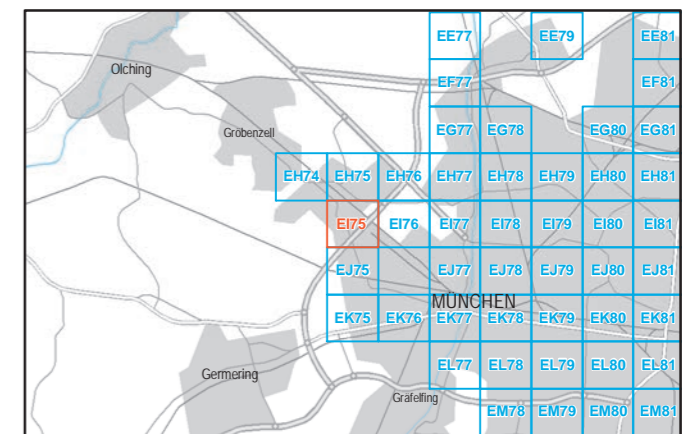 EE77 EE79 EE81
Olching
EF77 EF81
Gröbenzell
EG77 EG78 EG80 EG81
EH74 EH75 EH76 EH77 EH78 EH79 EH80 EH81
EI75 EI76 EI77 EI78 EI79 EI80 EI81
EJ75 EJ77 EJ78 EJ79 EJ80 EJ81
MÜNCHEN
EK75 EK76 EK77 EK78 EK79 EK80 EK81
EL77 EL78 EL79 EL80 EL81
Germering
Gräfelfing
EM78 EM79 EM80 EM81